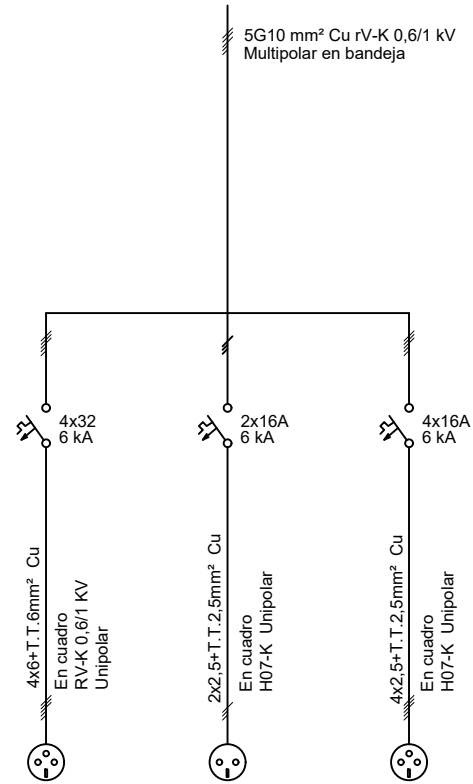 5G10 mm² Cu rV-K 0,6/1 kV
Multipolar en bandeja
4x32
6 kA
2x16A
6 kA
4x16A
6 kA
4x6+T.T.6mm² Cu
En cuadro
RV-K 0,6/1 KV
Unipolar
2x2,5+T.T.2,5mm² Cu
En cuadro
H07-K Unipolar
4x2,5+T.T.2,5mm² Cu
En cuadro
H07-K Unipolar